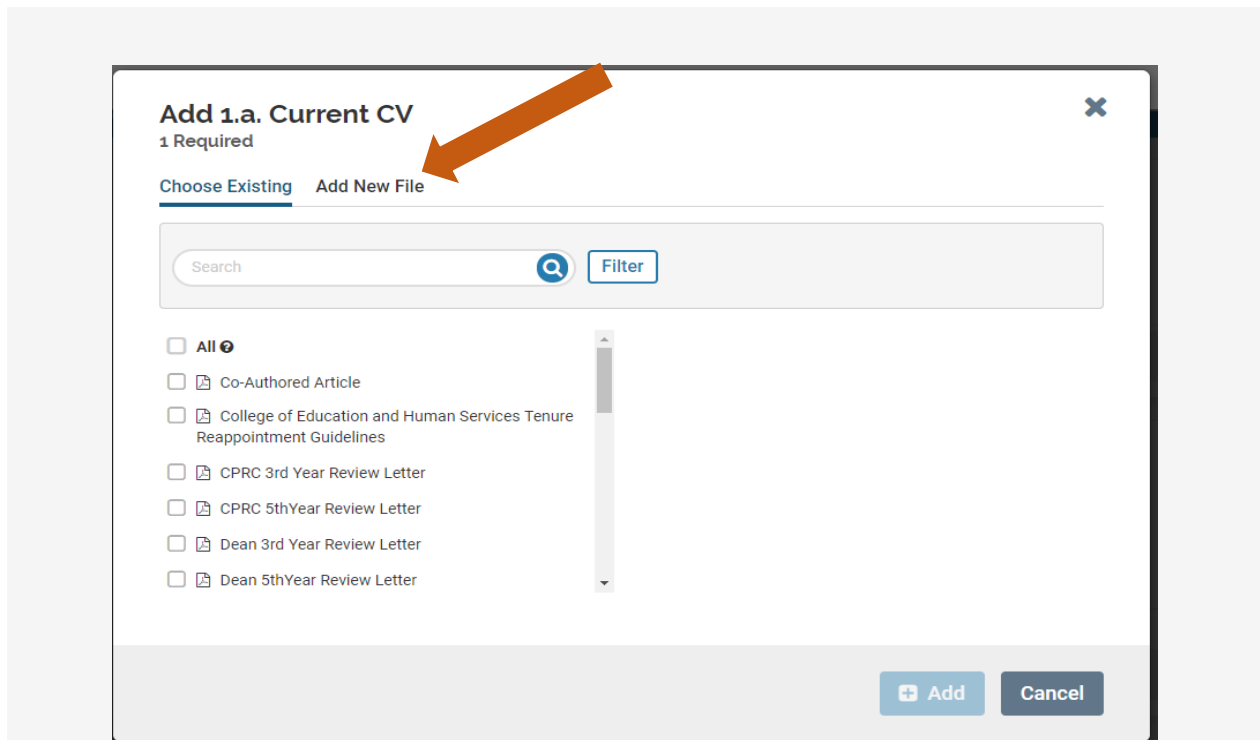 Add 1.a. Current CV
1 Required
Choose Existing Add New File
Search Filter
All
Co-Authored Article
College of Education and Human Services Tenure
Reappointment Guidelines
CPRC 3rd Year Review Letter
CPRC 5thYear Review Letter
Dean 3rd Year Review Letter
Dean 5thYear Review Letter
Add Cancel